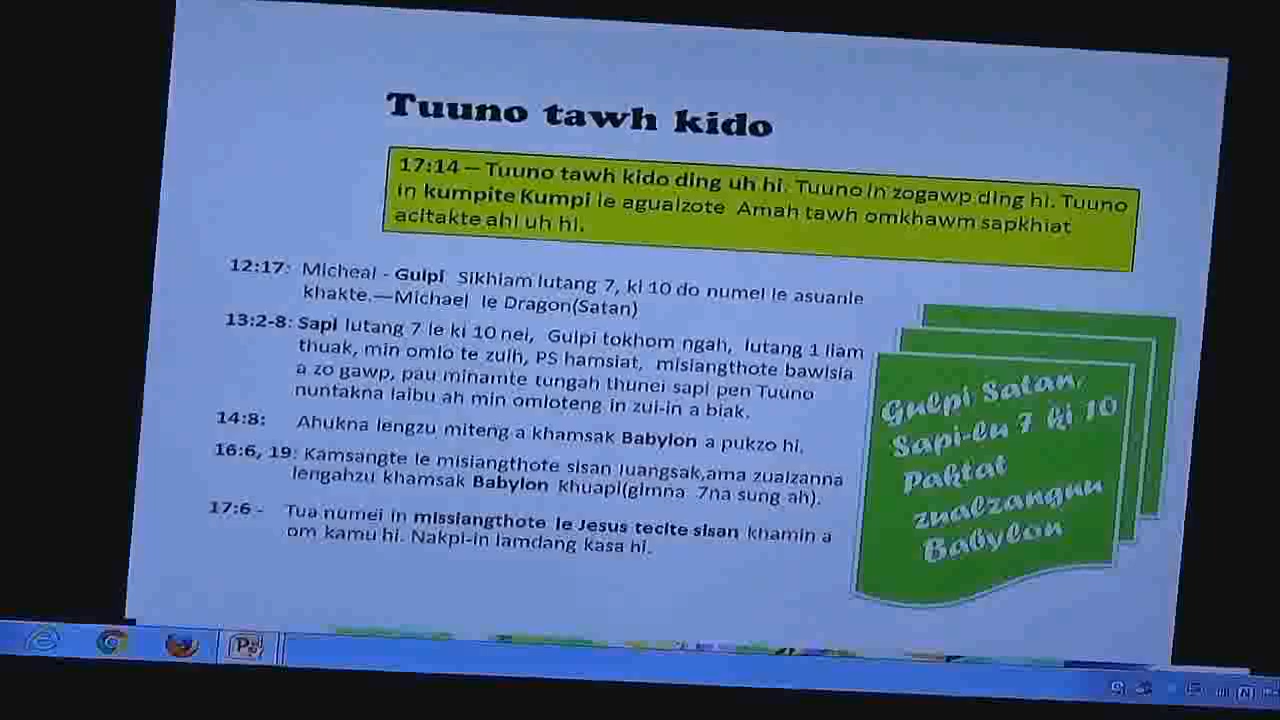 Tuuno tawh kido
17:14 – Tuuno tawh kido ding uh hi. Tuuno in zogawp ding hi. Tuuno
in kumpite Kumpi le agualzote Amah tawh omkhawm sapkhiat
acitakte ahi uh hi.
12:17: Micheal - Gulpi Sikhiam lutang 7, ki 10 do numei le asuanle
khakte.—Michael le Dragon(Satan)
13:2-8: Sapi lutang 7 le ki 10 nei, Gulpi tokhom ngah, lutang 1 liam
thuak, min omlo te zuih, PS hamsiat, misiangthote bawlsia
a zo gawp, pau minamte tungah thunei sapi pen Tuuno
nuntakna laibu ah min omloteng in zui-in a biak.
14:8: Ahukna lengzu miteng a khamsak Babylon a pukzo hi.
16:6, 19: Kamsangte le misiangthote sisan luangsak,ama zualzanna
lengahzu khamsak Babylon khuapi(gimna 7na sung ah).
17:6 - Tua numei in missiangthote le Jesus tecite sisan khamin a
om kamu hi. Nakpi-in lamdang kasa hi.
Gulpi Satan,
Sapi-lu 7 ki 10
Paktat
zualzangnu
Babylon